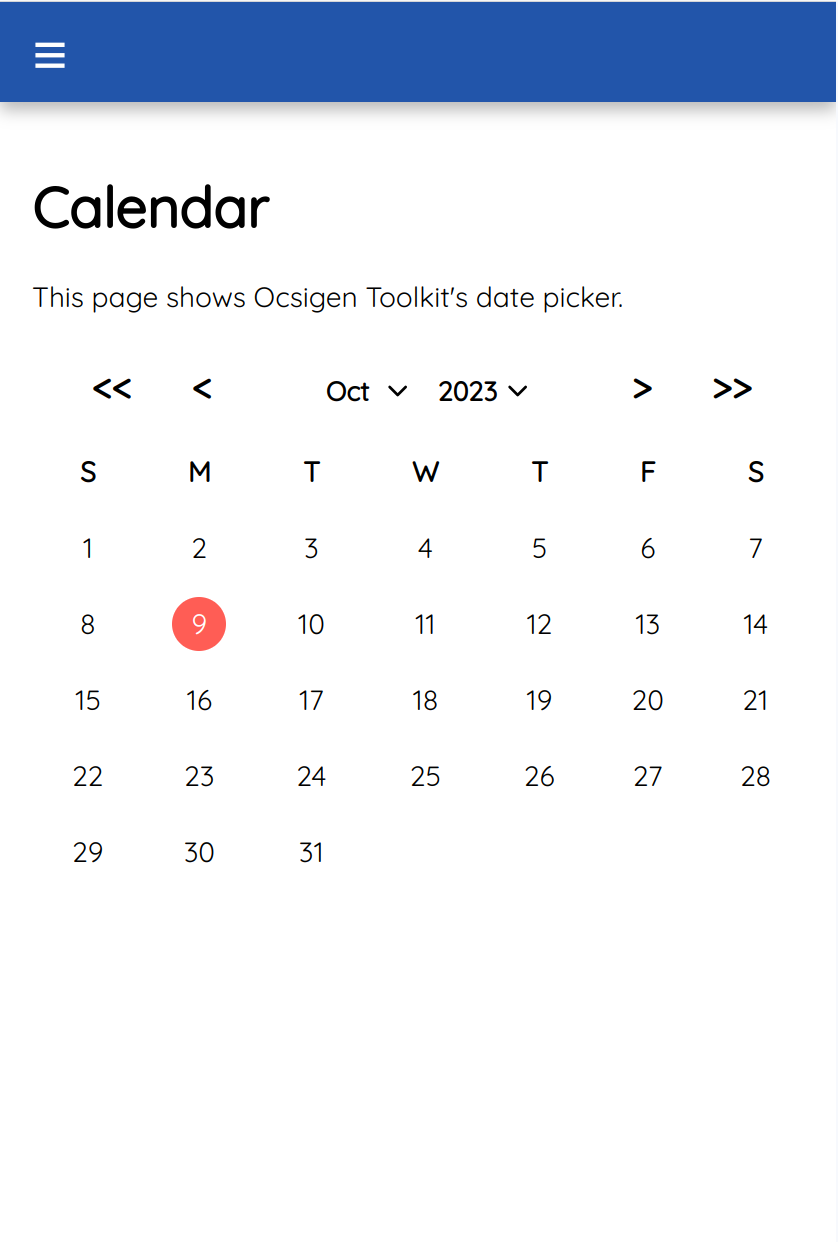 Calendar
This page shows Ocsigen Toolkit's date picker.
<< < Oct 2023 > >>
S M T W T F S
1 2 3 4 5 6 7
8 9 10 11 12 13 14
15 16 17 18 19 20 21
22 23 24 25 26 27 28
29 30 31